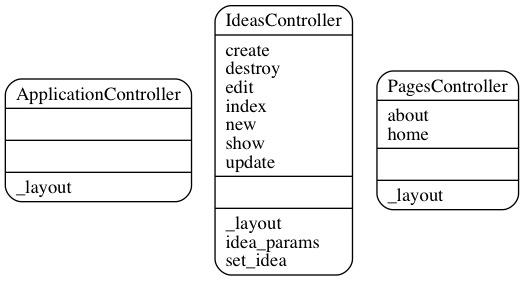 ApplicationController
_layout
IdeasController
create
destroy
edit
index
new
show
update
_layout
idea_params
set_idea
PagesController
about
home
_layout